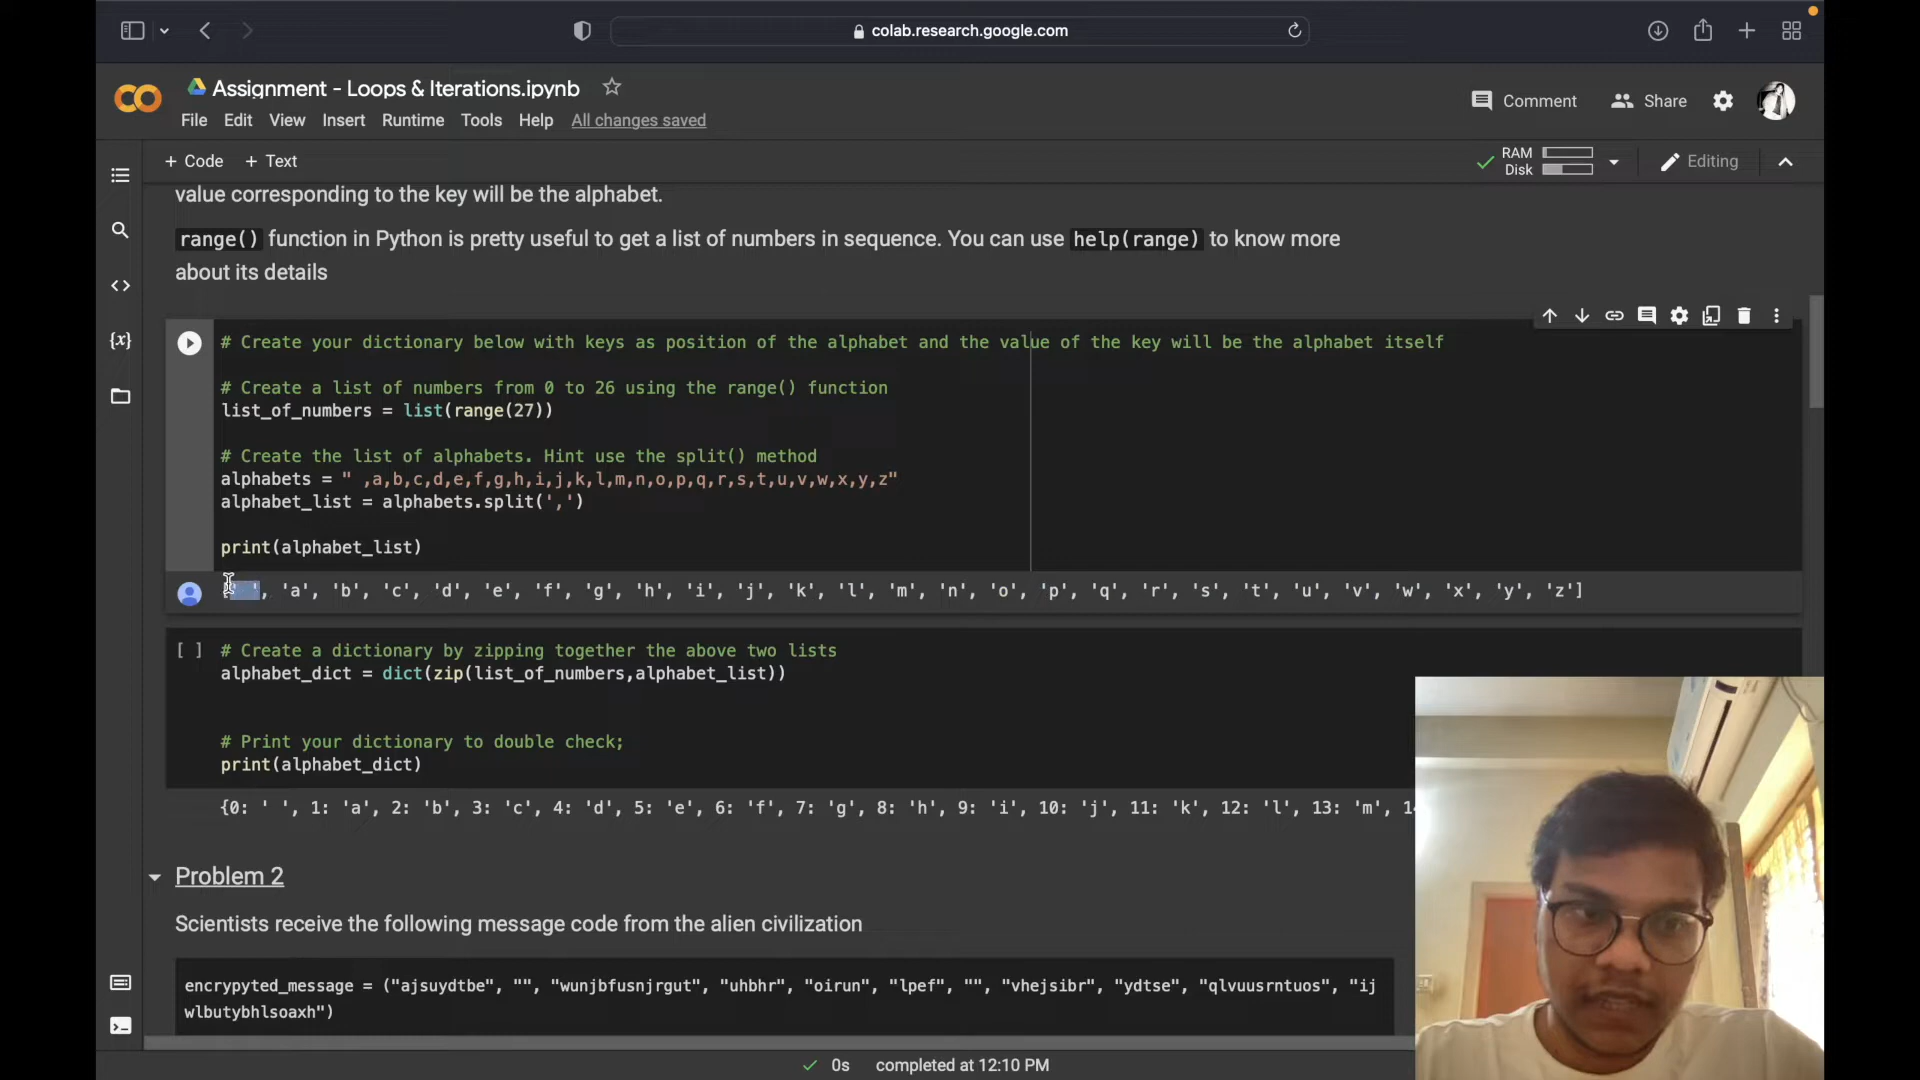 colab.research.google.com
Assignment - Loops & Iterations.ipynb
Comment
Share
File Edit View Insert Runtime Tools Help All changes saved
+ Code + Text
RAM
Disk
Editing
value corresponding to the key will be the alphabet.
range() function in Python is pretty useful to get a list of numbers in sequence. You can use help(range) to know more
about its details
# Create your dictionary below with keys as position of the alphabet and the value of the key will be the alphabet itself
# Create a list of numbers from 0 to 26 using the range() function
list_of_numbers = list(range(27))
# Create the list of alphabets. Hint use the split() method
alphabets = " ,a,b,c,d,e,f,g,h,i,j,k,l,m,n,o,p,q,r,s,t,u,v,w,x,y,z"
alphabet_list = alphabets.split(',')
print(alphabet_list)
[' ', 'a', 'b', 'c', 'd', 'e', 'f', 'g', 'h', 'i', 'j', 'k', 'l', 'm', 'n', 'o', 'p', 'q', 'r', 's', 't', 'u', 'v', 'w', 'x', 'y', 'z']
[ ] # Create a dictionary by zipping together the above two lists
alphabet_dict = dict(zip(list_of_numbers,alphabet_list))
# Print your dictionary to double check;
print(alphabet_dict)
{0: ' ', 1: 'a', 2: 'b', 3: 'c', 4: 'd', 5: 'e', 6: 'f', 7: 'g', 8: 'h', 9: 'i', 10: 'j', 11: 'k', 12: 'l', 13: 'm', 
Problem 2
Scientists receive the following message code from the alien civilization
encrypyted_message = ("ajsuydtbe", "", "wunjbfusnjrgut", "uhbhr", "oirun", "lpef", "", "vhejsibr", "ydtse", "qlvuusrntuos", "ij
wlbutybhlsoaxh")
0s completed at 12:10 PM